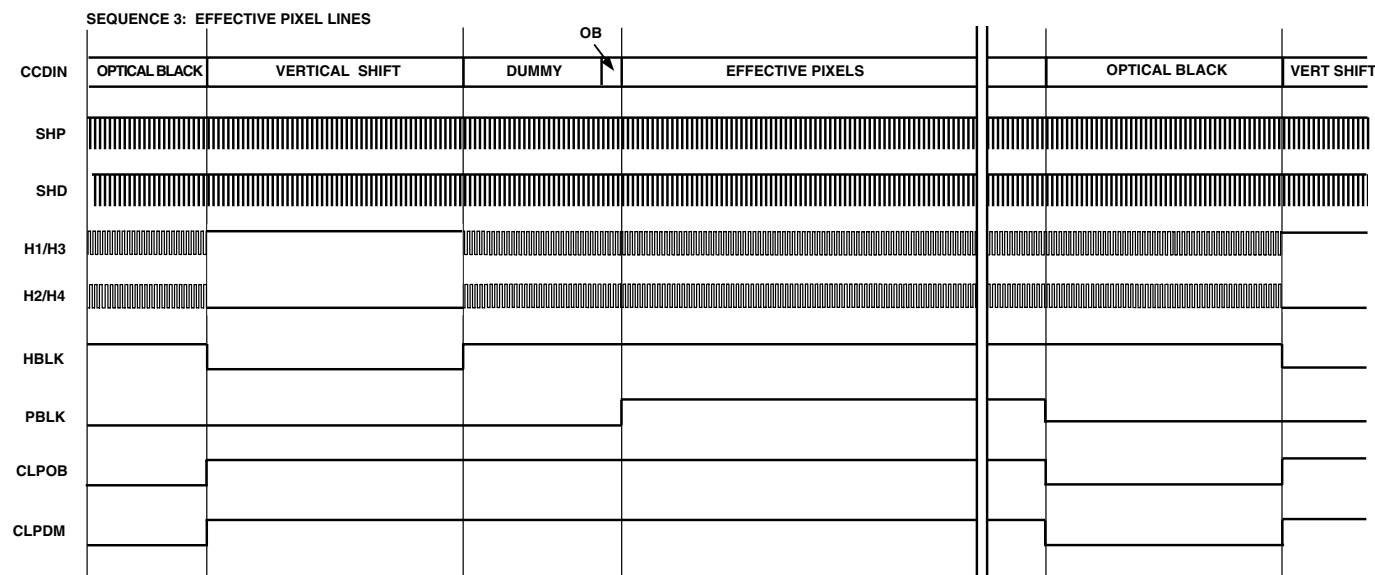 SEQUENCE 3: EFFECTIVE PIXEL LINES
OB
CCDIN OPTICAL BLACK VERTICAL SHIFT DUMMY EFFECTIVE PIXELS OPTICAL BLACK VERT SHIFT
SHP
SHD
H1/H3
H2/H4
HBLK
PBLK
CLPOB
CLPDM